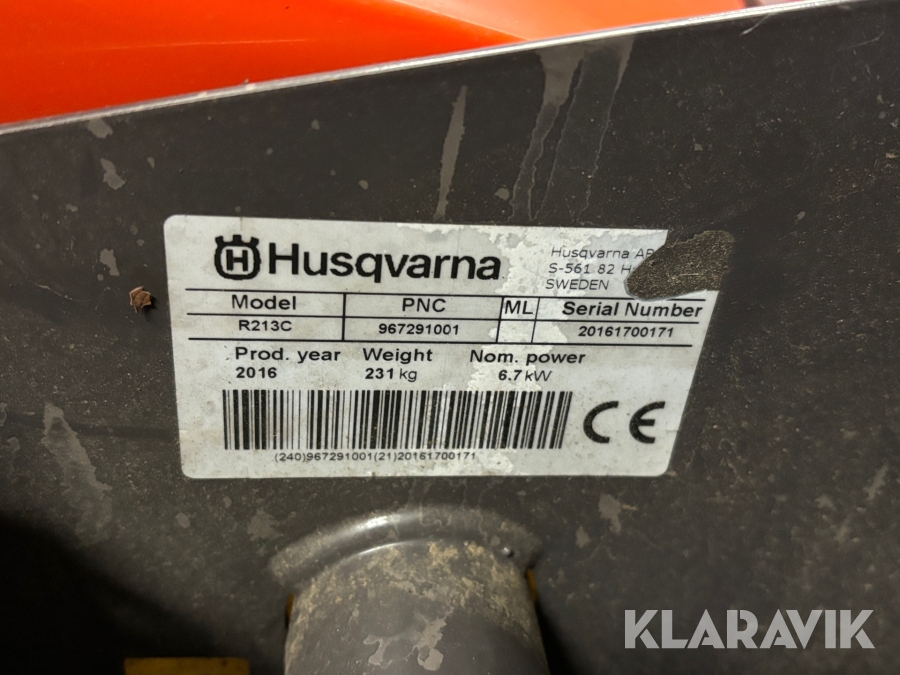 Husqvarna
Husqvarna AB
S-561 82
SWEDEN
Model PNC ML Serial Number
R213C 967291001 20161700171
Prod. year Weight Nom. power
2016 231 kg 6.7 kW
CE
(240)967291001(21)20161700171
KLARAVIK